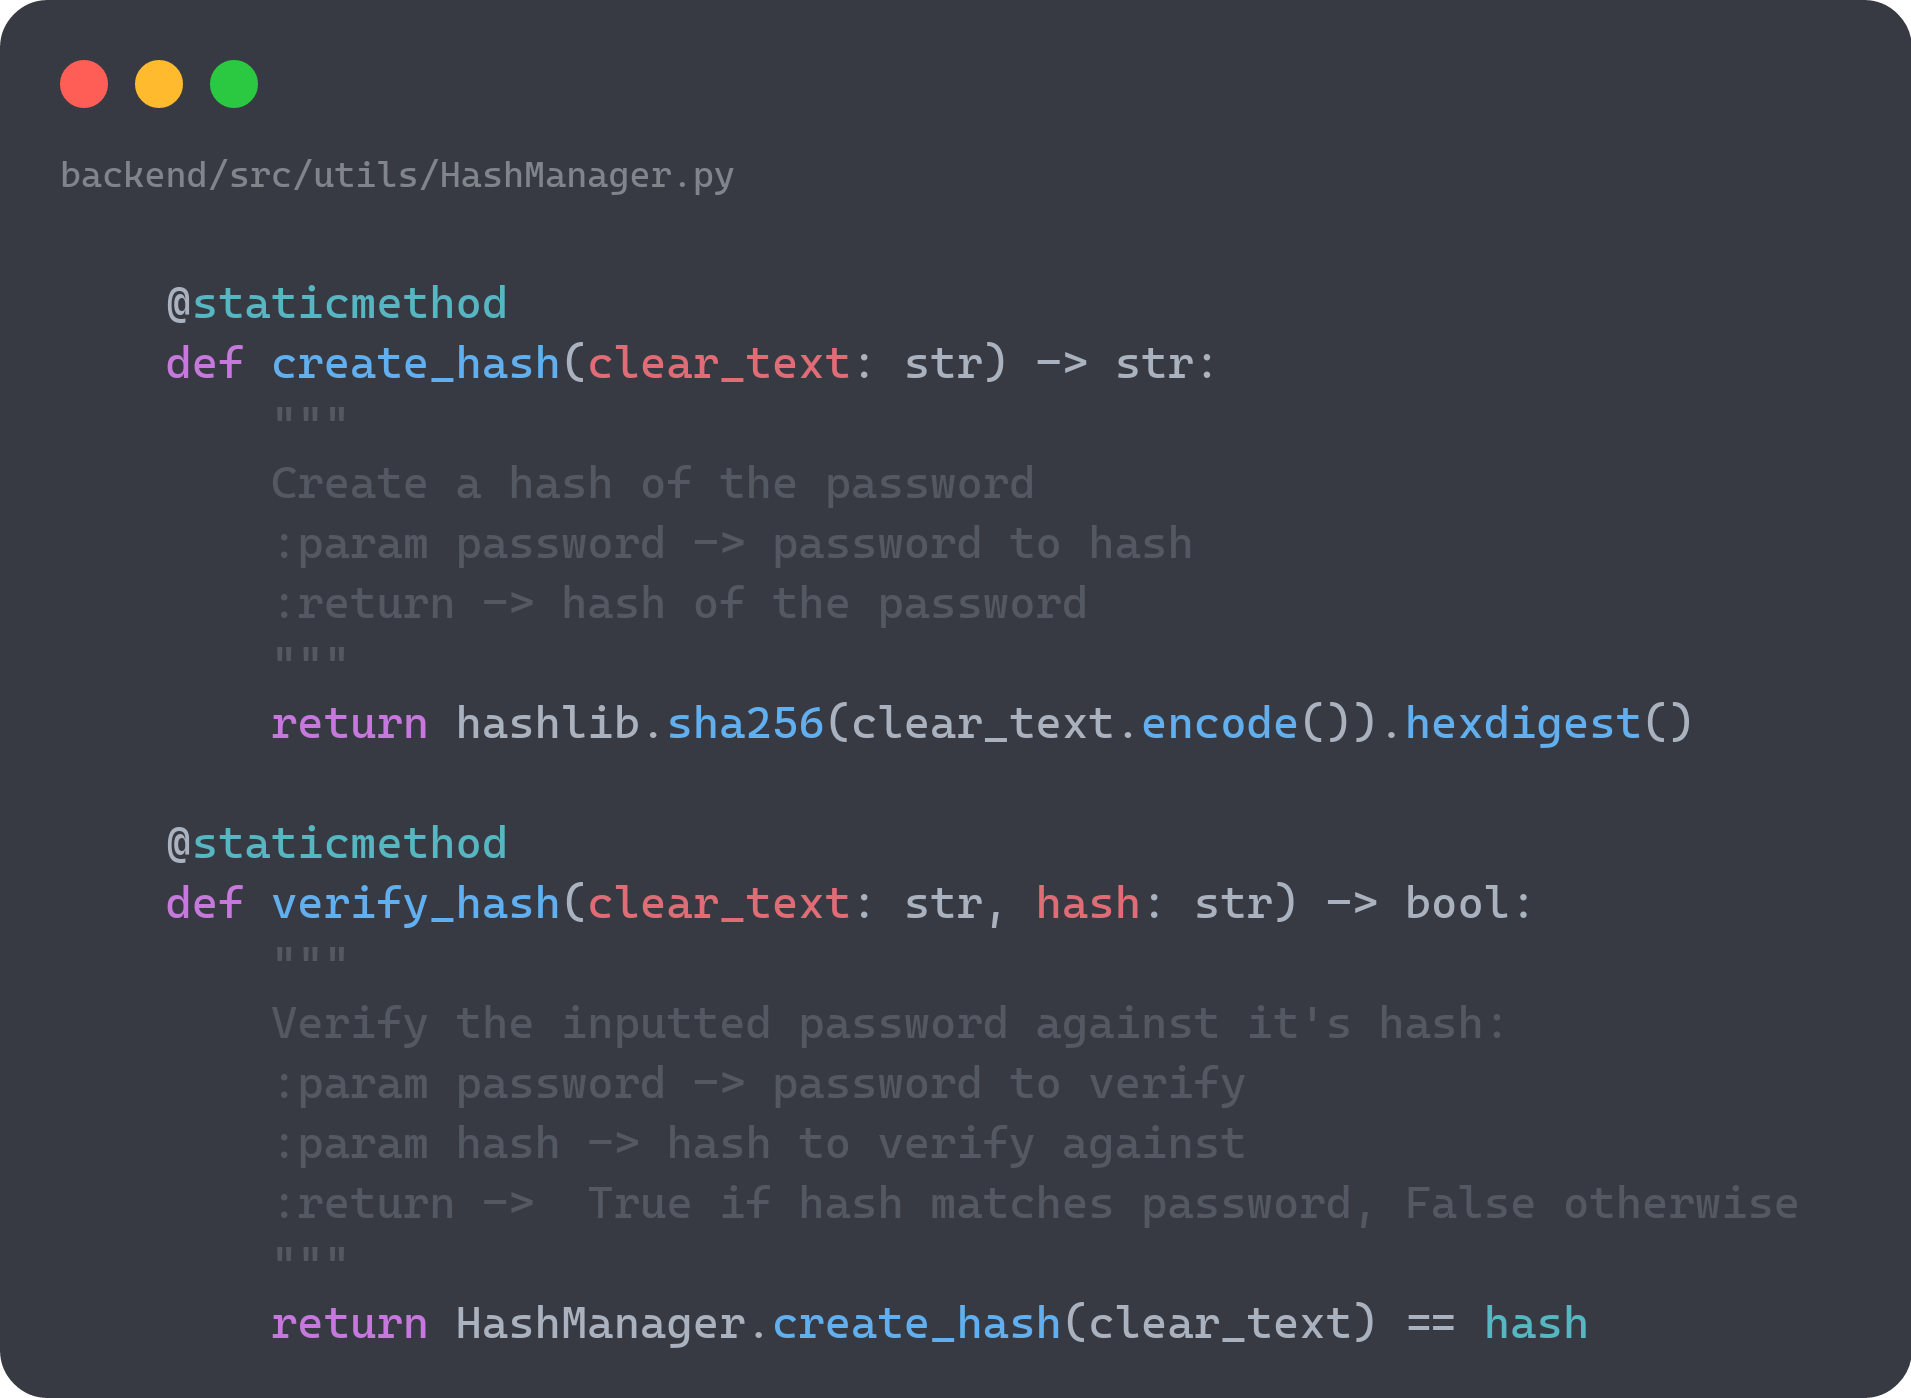 backend/src/utils/HashManager.py
@staticmethod
def create_hash(clear_text: str) -> str:
"""
Create a hash of the password
:param password -> password to hash
:return -> hash of the password
"""
return hashlib.sha256(clear_text.encode()).hexdigest()
@staticmethod
def verify_hash(clear_text: str, hash: str) -> bool:
"""
Verify the inputted password against it's hash:
:param password -> password to verify
:param hash -> hash to verify against
:return ->  True if hash matches password, False otherwise
"""
return HashManager.create_hash(clear_text) == hash